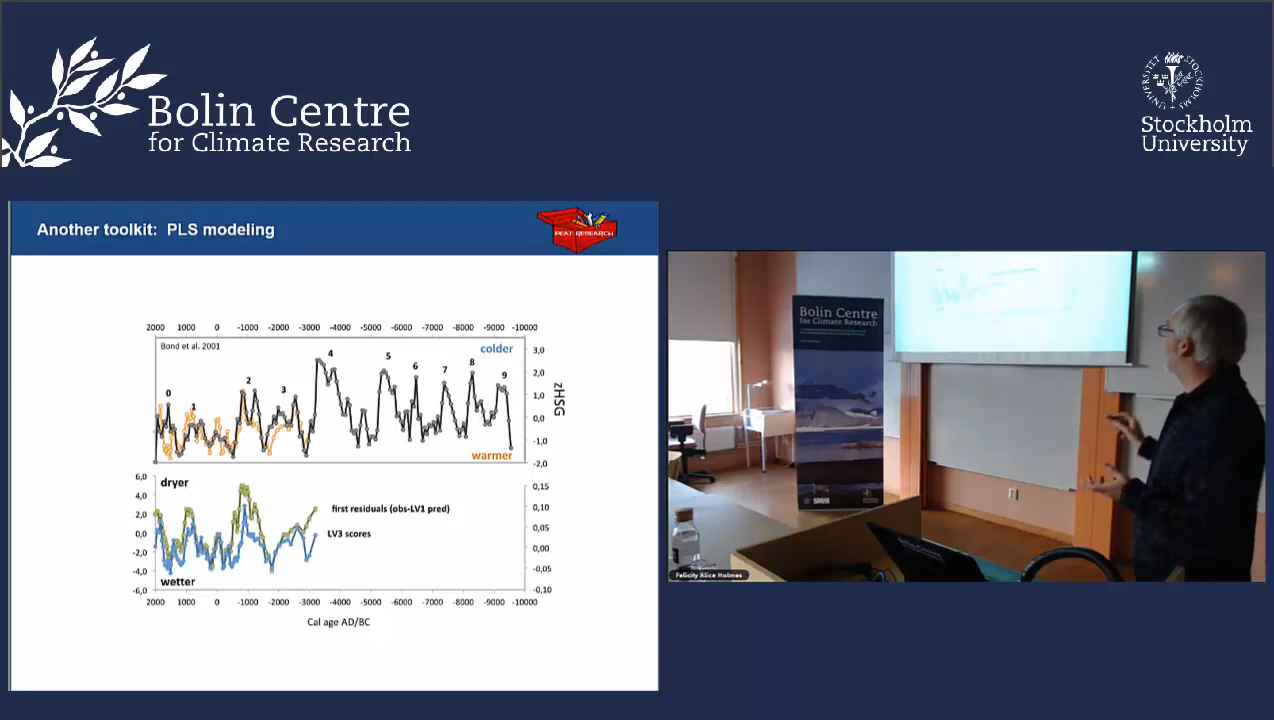 Bolin Centre
for Climate Research
STOCKHOLMS UNIVERSITET
Stockholm
University
Another toolkit: PLS modeling
PEAT RESEARCH
2000 1000 0 -1000 -2000 -3000 -4000 -5000 -6000 -7000 -8000 -9000 -10000
Bond et al. 2001
colder
0 1 2 3 4 5 6 7 8 9
3,0
2,0
1,0
0,0
-1,0
-2,0
zHSG
warmer
6,0
4,0
2,0
0,0
-2,0
-4,0
-6,0
dryer
first residuals (obs-LV1 pred)
LV3 scores
wetter
0,15
0,10
0,05
0,00
-0,05
-0,10
2000 1000 0 -1000 -2000 -3000 -4000 -5000 -6000 -7000 -8000 -9000 -10000
Cal age AD/BC
Bolin Centre
for Climate Research
SMHI
Felicity Alice Holmes